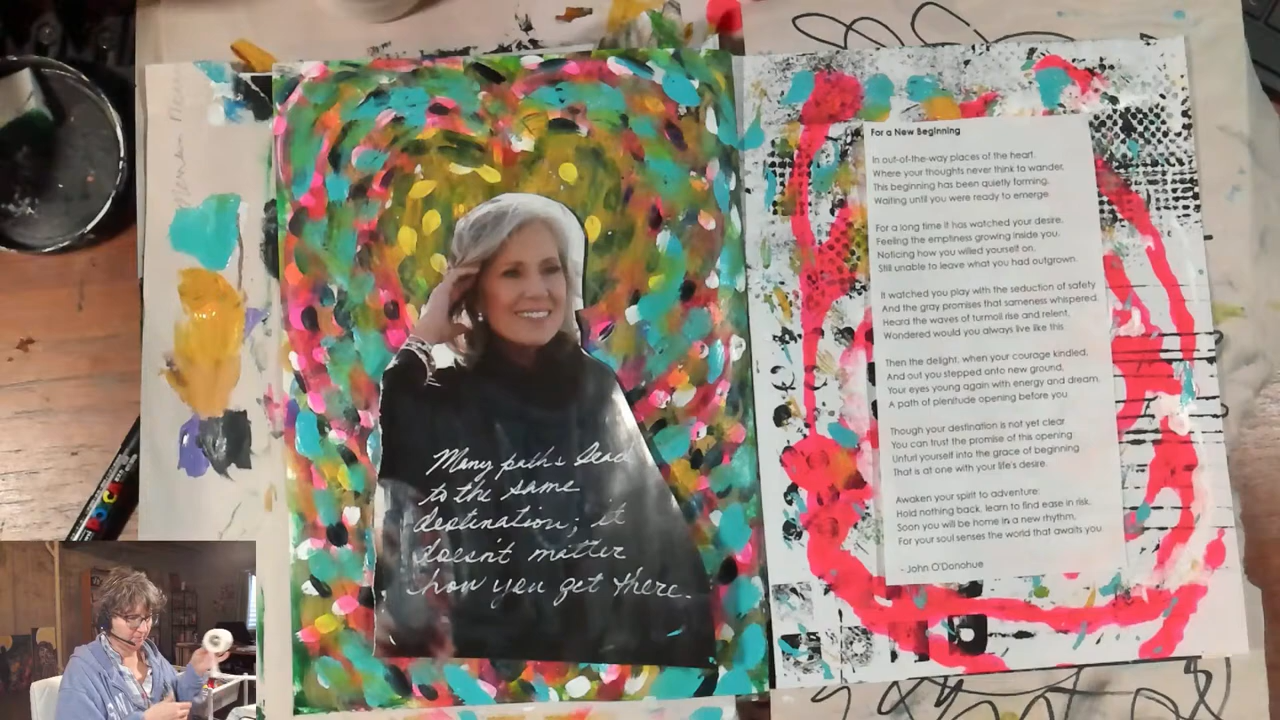 Many paths lead
to the same
destination; it
doesn't matter
how you get there.
For a New Beginning
In out-of-the-way places of the heart,
Where your thoughts never think to wander,
This beginning has been quietly forming,
Waiting until you were ready to emerge.
For a long time it has watched your desire,
Feeling the emptiness growing inside you,
Noticing how you willed yourself on,
Still unable to leave what you had outgrown.
It watched you play with the seduction of safety
And the gray promises that sameness whispered,
Heard the waves of turmoil rise and relent,
Wondered would you always live like this.
Then the delight, when your courage kindled,
And out you stepped onto new ground,
Your eyes young again with energy and dream,
A path of plenitude opening before you
Though your destination is not yet clear
You can trust the promise of this opening;
Unfurl yourself into the grace of beginning
That is at one with your life's desire.
Awaken your spirit to adventure;
Hold nothing back, learn to find ease in risk,
Soon you will be home in a new rhythm,
For your soul senses the world that awaits you
~ John O'Donohue